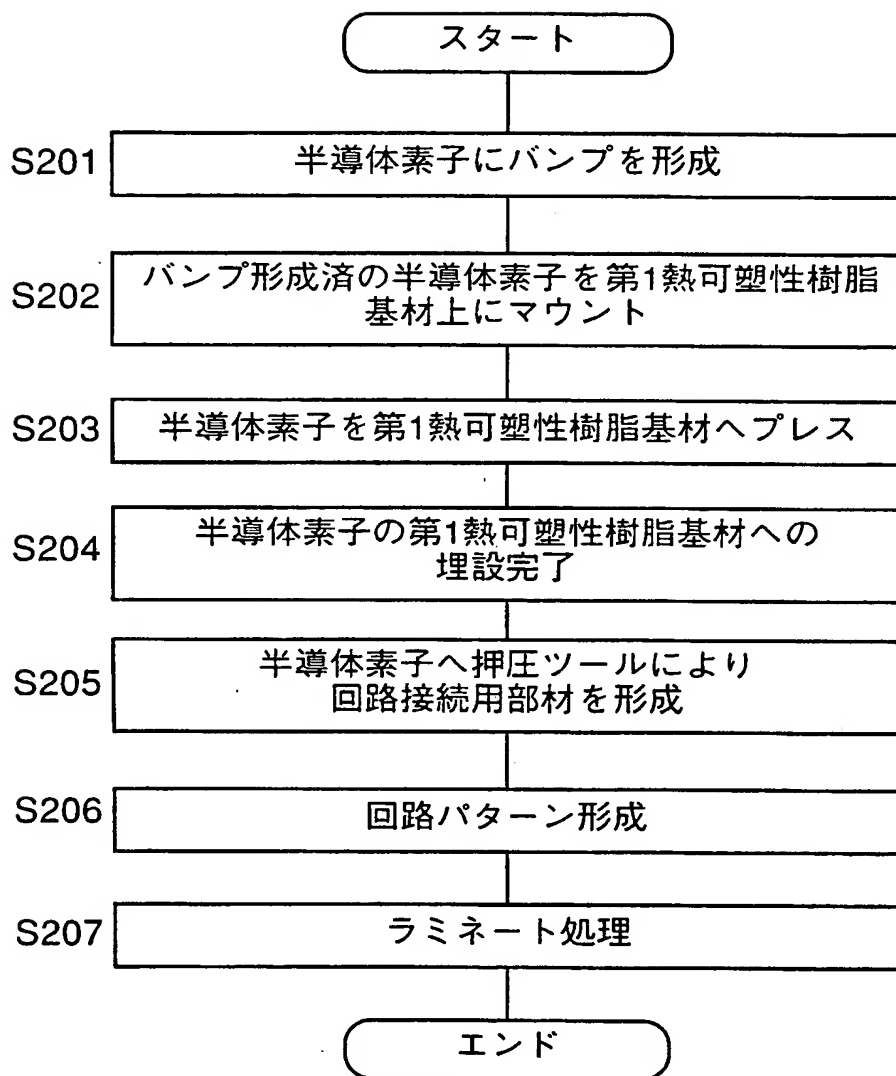 スタート
S201 半導体素子にバンプを形成
S202 バンプ形成済の半導体素子を第1熱可塑性樹脂
基材上にマウント
S203 半導体素子を第1熱可塑性樹脂基材へプレス
S204 半導体素子の第1熱可塑性樹脂基材への
埋設完了
S205 半導体素子へ押圧ツールにより
回路接続用部材を形成
S206 回路パターン形成
S207 ラミネート処理
エンド